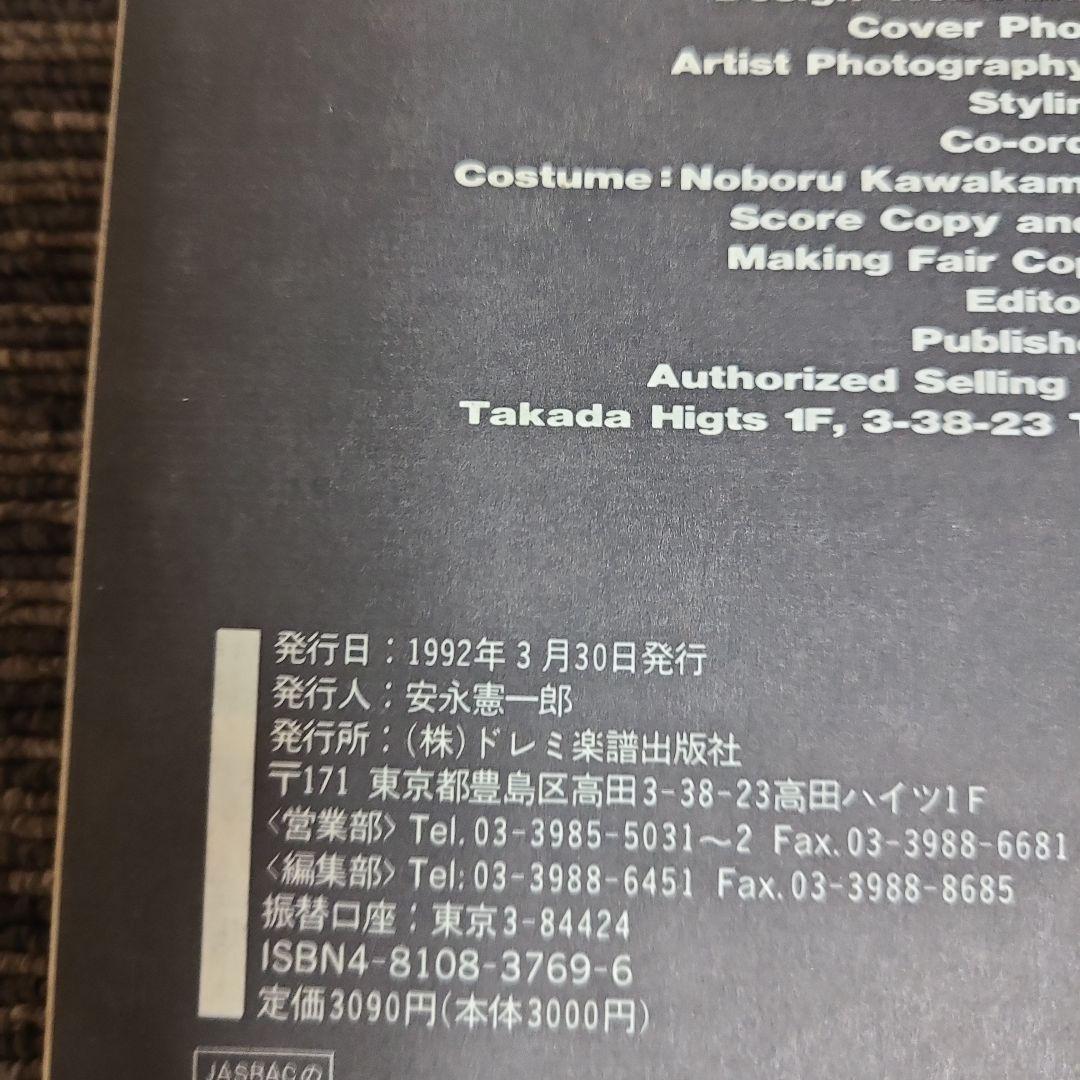 Design
Cover Pho
Artist Photography
Stylin
Co-ord
Costume:Noboru Kawakam
Score Copy and
Making Fair Cop
Edito
Publishe
Authorized Selling
Takada Higts 1F, 3-38-23 T
発行日：1992年3月30日発行
発行人：安永憲一郎
発行所：(株)ドレミ楽譜出版社
〒171 東京都豊島区高田3-38-23高田ハイツ1F
〈営業部〉Tel.03-3985-5031〜2 Fax.03-3988-6681
〈編集部〉Tel:03-3988-6451 Fax.03-3988-8685
振替口座：東京3-84424
ISBN4-8108-3769-6
定価3090円(本体3000円)
JASRACの